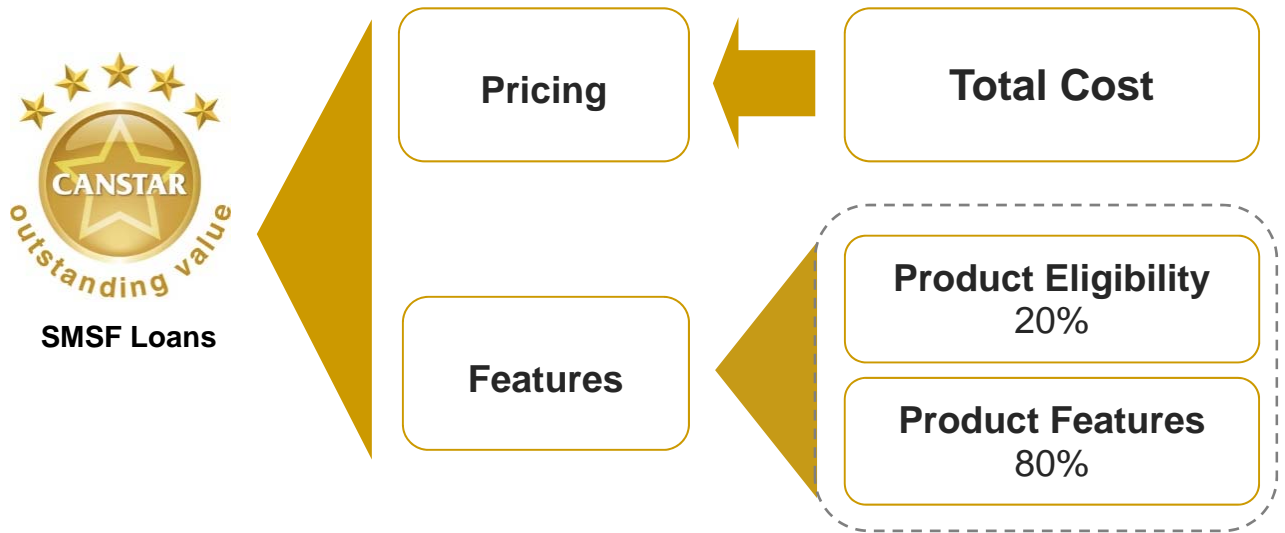 CANSTAR
outstanding value
SMSF Loans
Pricing
Total Cost
Features
Product Eligibility
20%
Product Features
80%